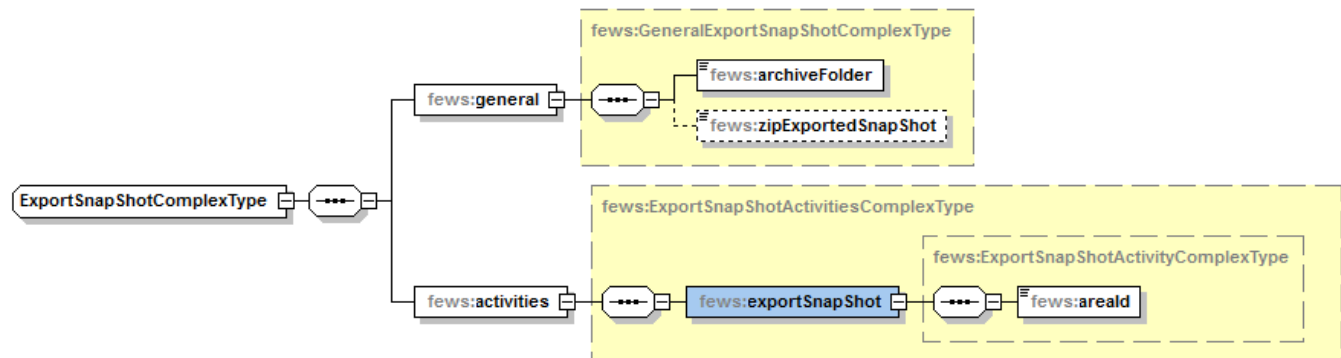 fews:GeneralExportSnapShotComplexType
fews:archiveFolder
fews:general
fews:zipExportedSnapShot
ExportSnapShotComplexType
fews:ExportSnapShotActivitiesComplexType
fews:ExportSnapShotActivityComplexType
fews:activities
fews:exportSnapShot
fews:areaId